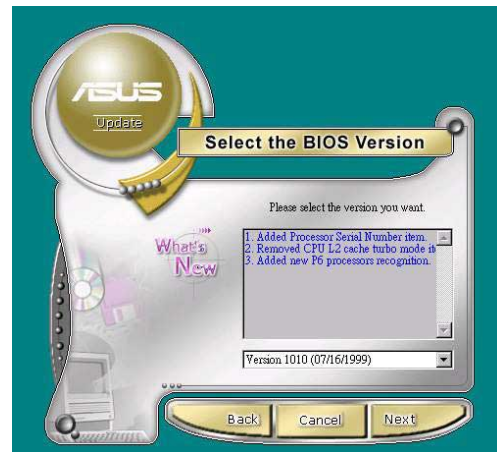 ASUS
Update
Select the BIOS Version
Please select the version you want.
What's
New
1. Added Processor Serial Number item.
2. Removed CPU L2 cache turbo mode it
3. Added new P6 processors recognition.
Version 1010 (07/16/1999)
Back Cancel Next